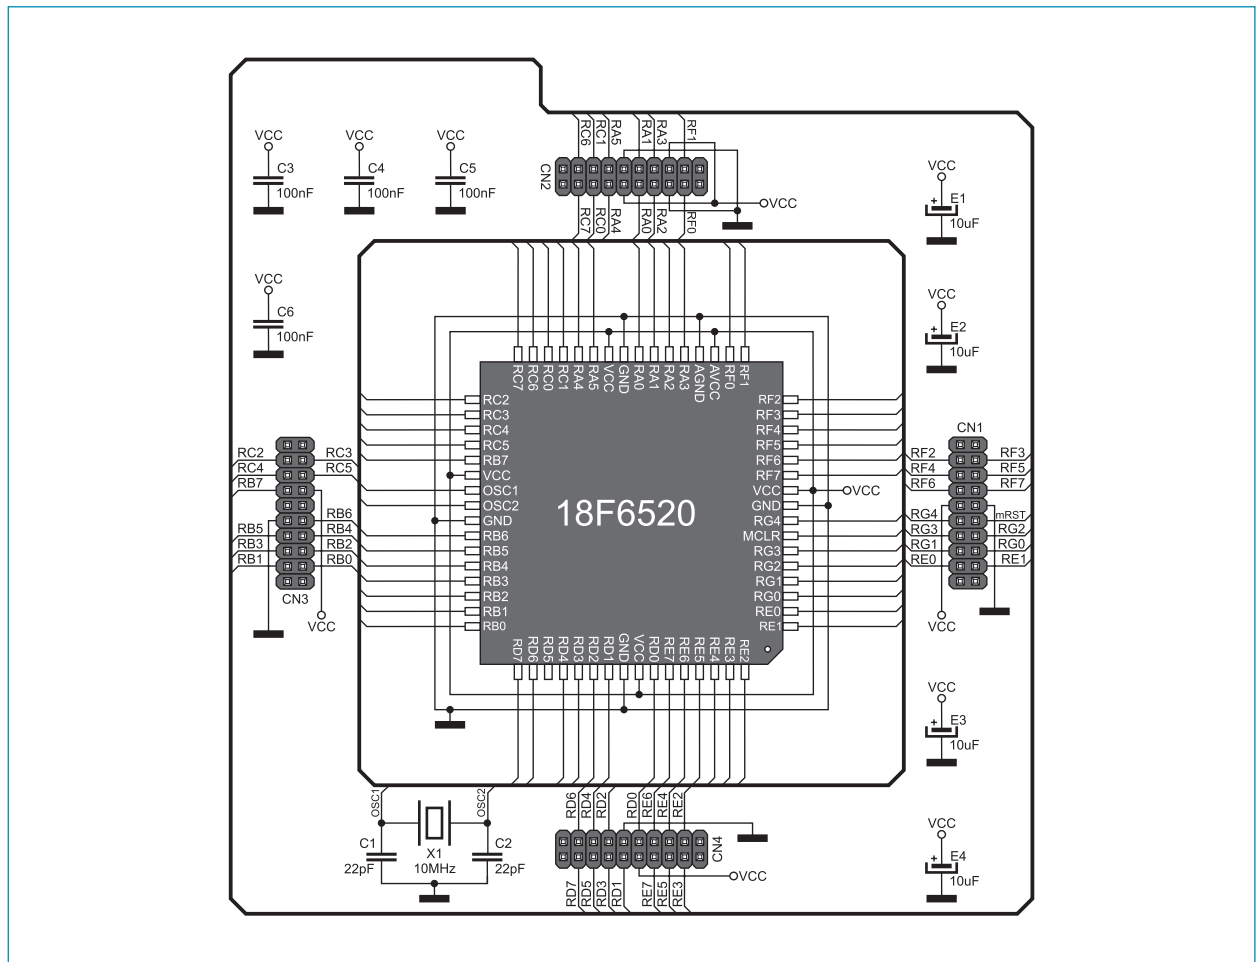 RC6
RC1
RA5
RA1
RA3
RF1
CN2
VCC
RC7
RC0
RA4
RA0
RA2
RF0
VCC
C3
100nF
VCC
C4
100nF
VCC
C5
100nF
VCC
C6
100nF
VCC
E1
10uF
VCC
E2
10uF
RC7
RC6
RC0
RC1
RA4
RA5
VCC
GND
RA0
RA1
RA2
RA3
AGND
AVCC
RF0
RF1
RC2
RC3
RC4
RC5
RB7
VCC
OSC1
OSC2
GND
RB6
RB5
RB4
RB3
RB2
RB1
RB0
18F6520
RF2
RF3
RF4
RF5
RF6
RF7
VCC
GND
RG4
MCLR
RG3
RG2
RG1
RG0
RE0
RE1
VCC
RD7
RD6
RD5
RD4
RD3
RD2
RD1
GND
VCC
RD0
RE7
RE6
RE5
RE4
RE3
RE2
RC2 RC3
RC4 RC5
RB7
RB6
RB5 RB4
RB3 RB2
RB1 RB0
CN3
VCC
CN1
RF2 RF3
RF4 RF5
RF6 RF7
RG4 mRST
RG3 RG2
RG1 RG0
RE0 RE1
VCC
VCC
E3
10uF
VCC
E4
10uF
OSC1
OSC2
C1
22pF
X1
10MHz
C2
22pF
RD6
RD4
RD2
RD0
RE6
RE4
RE2
CN4
VCC
RD7
RD5
RD3
RD1
RE7
RE5
RE3